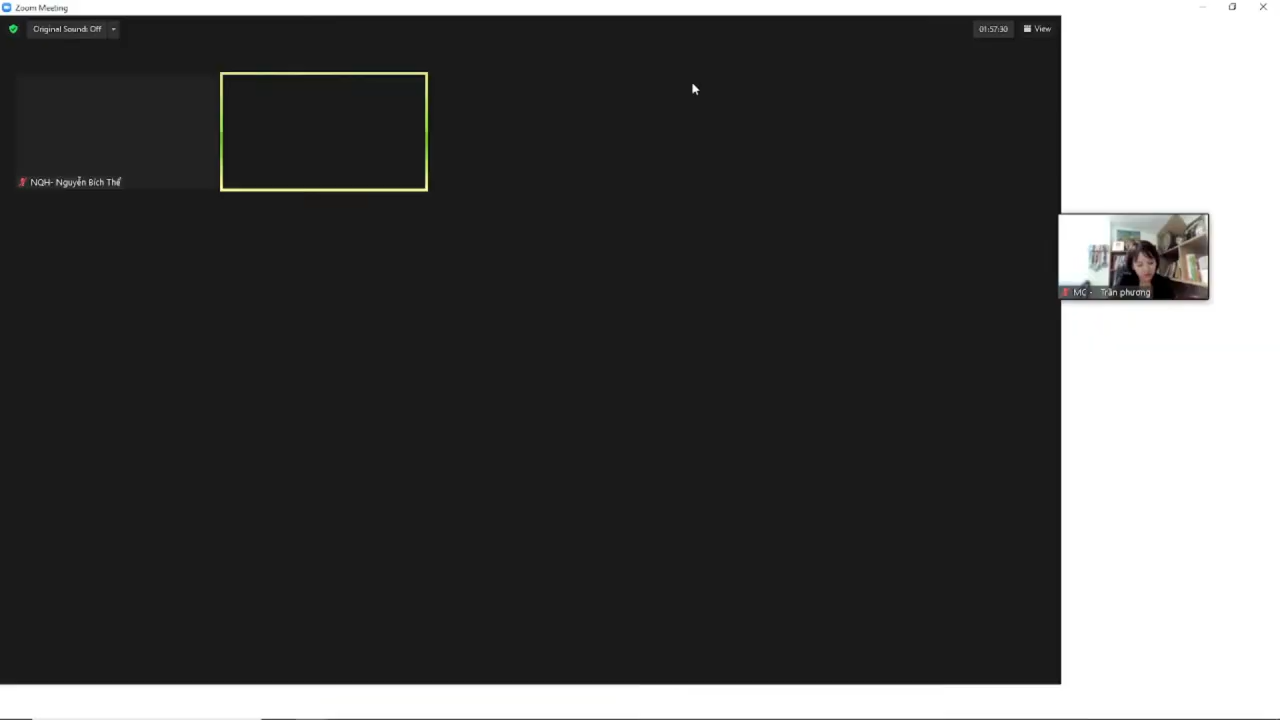 Zoom Meeting
Original Sound: Off
01:57:30
View
NQH- Nguyễn Bích Thể
MC - Trần phương